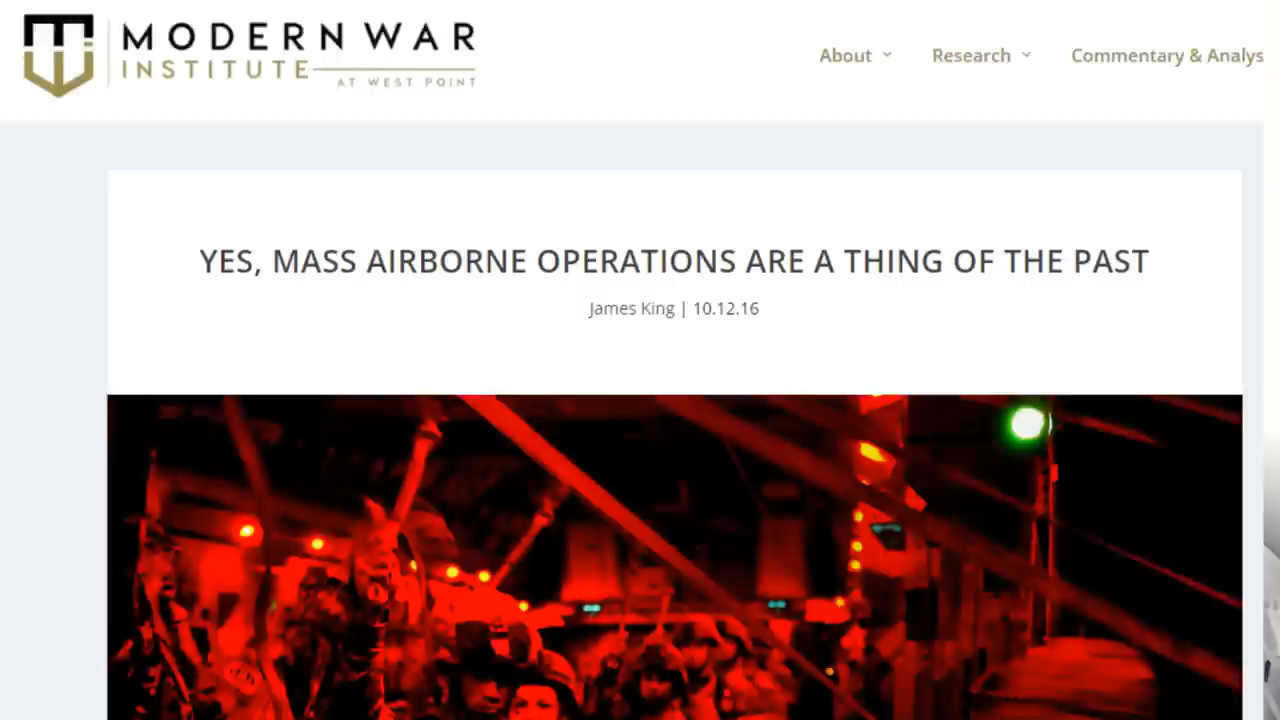 MODERN WAR
INSTITUTE
AT WEST POINT
About
Research
Commentary & Analys
YES, MASS AIRBORNE OPERATIONS ARE A THING OF THE PAST
James King | 10.12.16